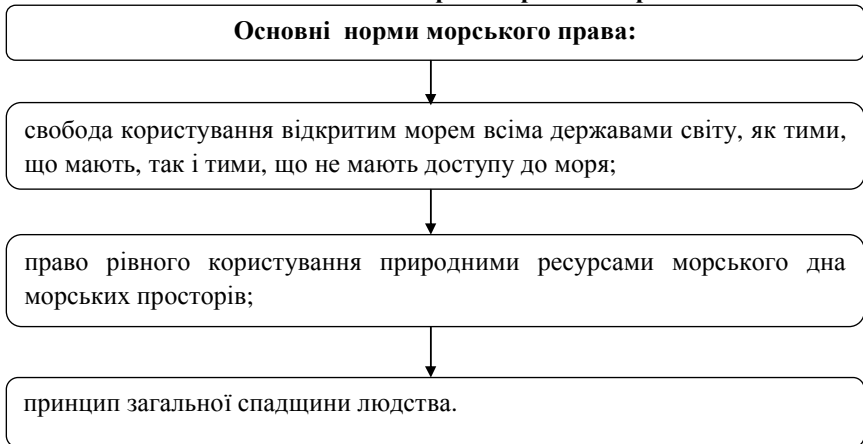 Основні норми морського права:
свобода користування відкритим морем всіма державами світу, як тими,
що мають, так і тими, що не мають доступу до моря;
право рівного користування природними ресурсами морського дна
морських просторів;
принцип загальної спадщини людства.